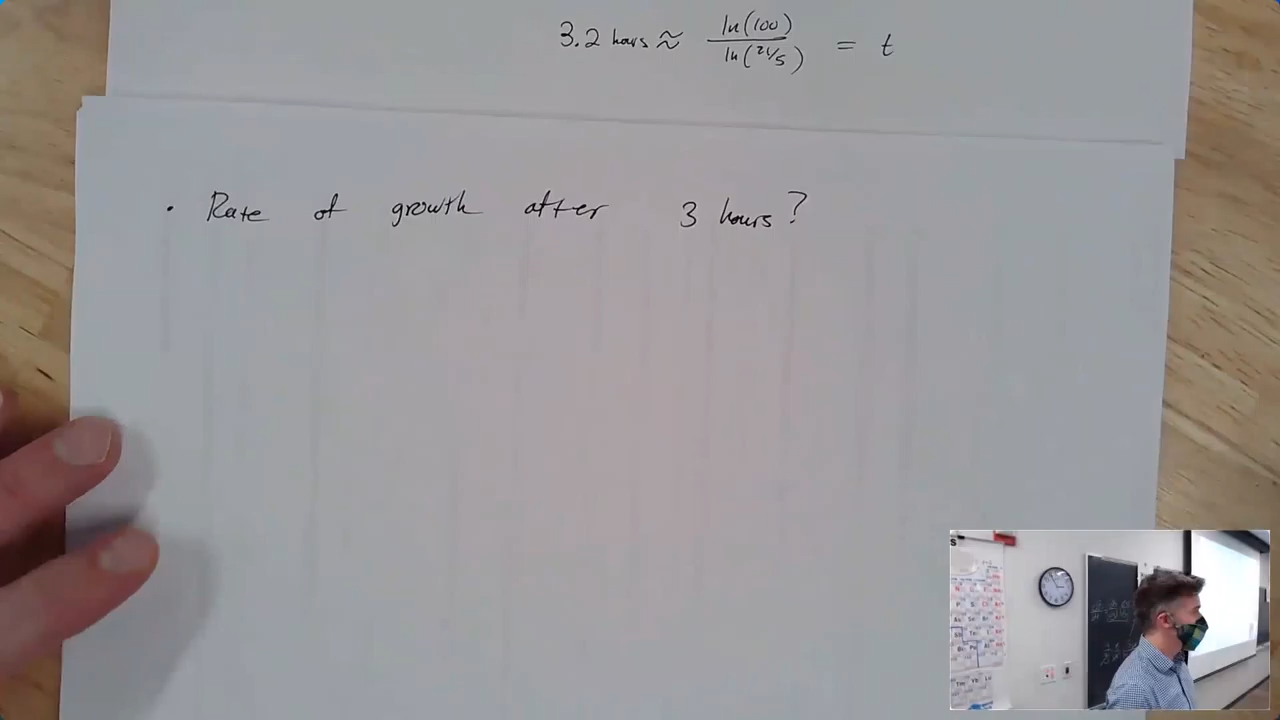 3.2 hours ≈ ln(100) / ln(21/5) = t
• Rate of growth after 3 hours?